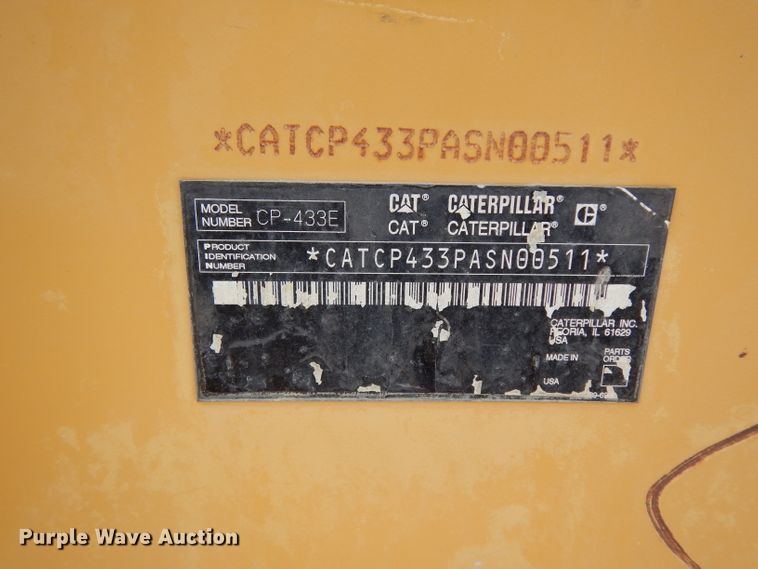 *CATCP433PASN00511*
MODEL NUMBER CP-433E
CAT® CATERPILLAR® ®
CAT® CATERPILLAR®
PRODUCT IDENTIFICATION NUMBER *CATCP433PASN00511*
CATERPILLAR INC.
PEORIA, IL 61629
USA
MADE IN
USA
PARTS
ORDER
Purple Wave Auction